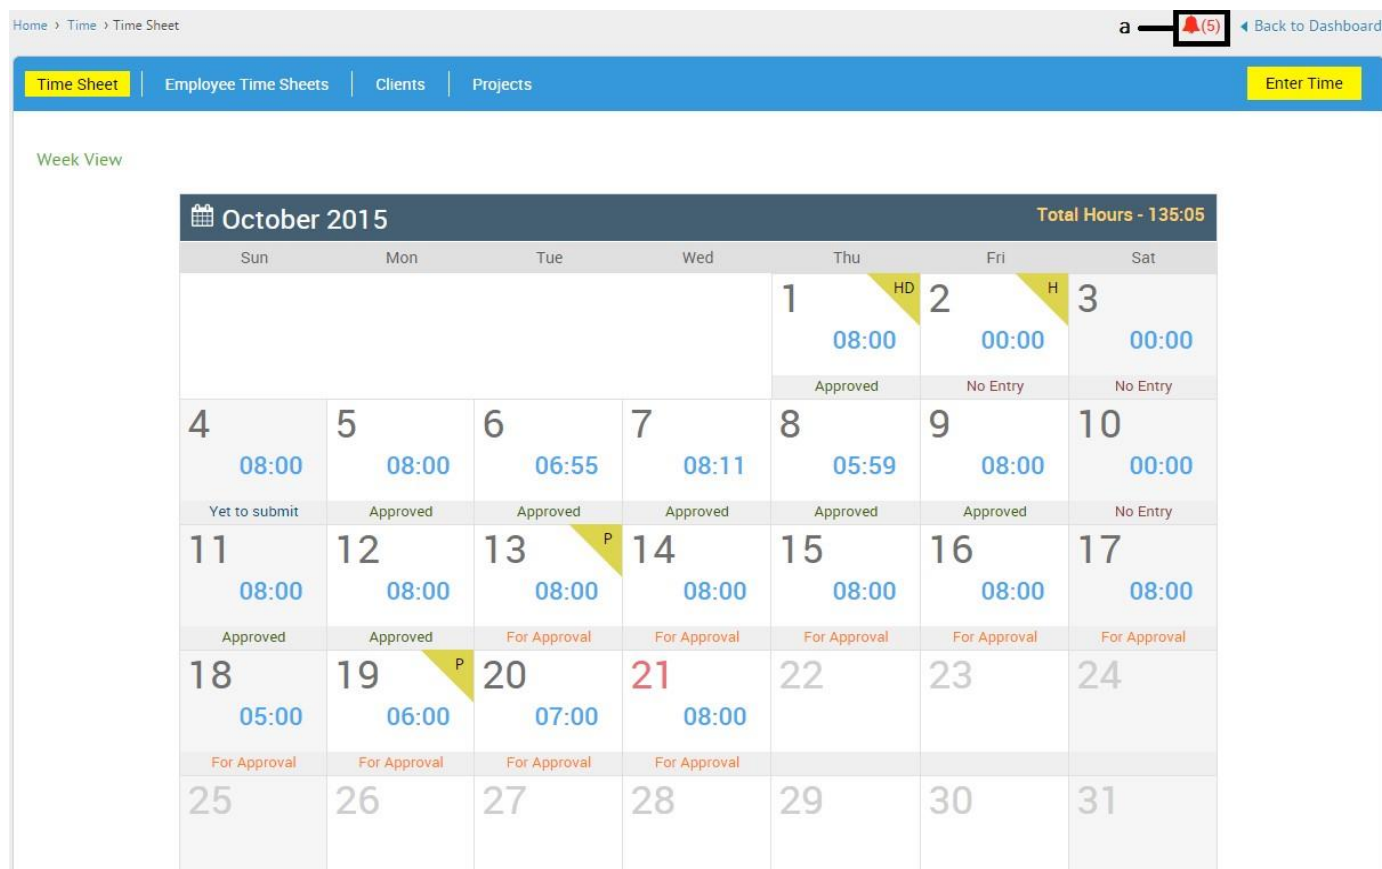 Home › Time › Time Sheet a (5) Back to Dashboard
Time Sheet Employee Time Sheets Clients Projects Enter Time
Week View
October 2015 Total Hours - 135:05
Sun Mon Tue Wed Thu Fri Sat
1 HD 2 H 3
08:00 00:00 00:00
Approved No Entry No Entry
4 5 6 7 8 9 10
08:00 08:00 06:55 08:11 05:59 08:00 00:00
Yet to submit Approved Approved Approved Approved Approved No Entry
11 12 13 P 14 15 16 17
08:00 08:00 08:00 08:00 08:00 08:00 08:00
Approved Approved For Approval For Approval For Approval For Approval For Approval
18 19 P 20 21 22 23 24
05:00 06:00 07:00 08:00
For Approval For Approval For Approval For Approval
25 26 27 28 29 30 31